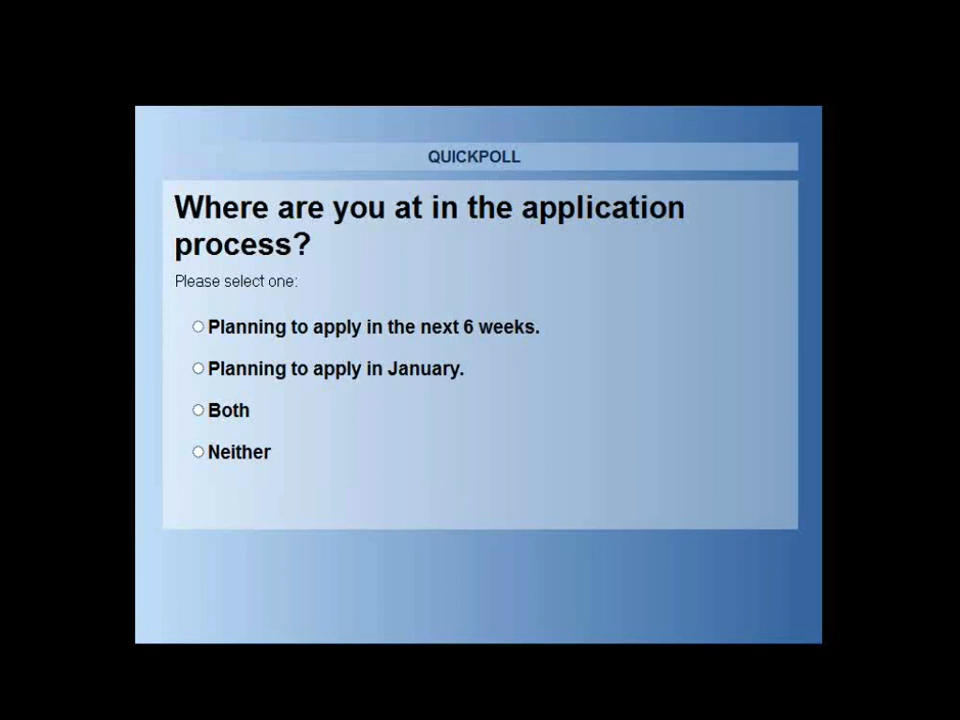 QUICKPOLL
Where are you at in the application
process?
Please select one:
Planning to apply in the next 6 weeks.
Planning to apply in January.
Both
Neither